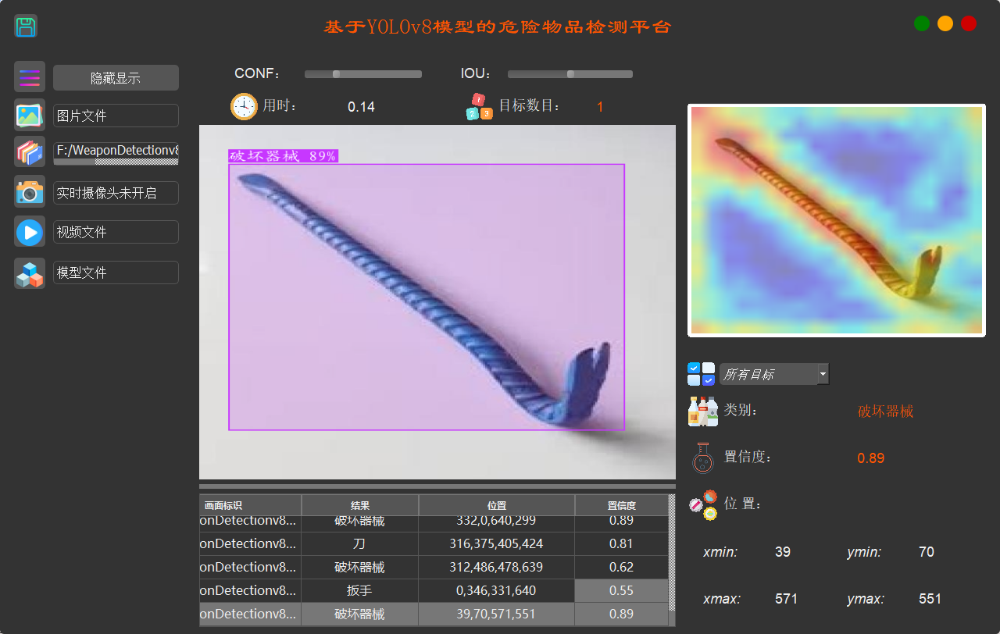 基于YOLOv8模型的危险物品检测平台
隐藏显示
图片文件
F:/WeaponDetectionv8
实时摄像头未开启
视频文件
模型文件
CONF:
IOU:
用时:
0.14
目标数目:
1
1
2
3
破坏器械 89%
画面标识 结果 位置 置信度
onDetectionv8... 破坏器械 332,0,640,299 0.89
onDetectionv8... 刀 316,375,405,424 0.81
onDetectionv8... 破坏器械 312,486,478,639 0.62
onDetectionv8... 扳手 0,346,331,640 0.55
onDetectionv8... 破坏器械 39,70,571,551 0.89
所有目标
类别:
破坏器械
置信度:
0.89
位 置:
xmin: 39 ymin: 70
xmax: 571 ymax: 551